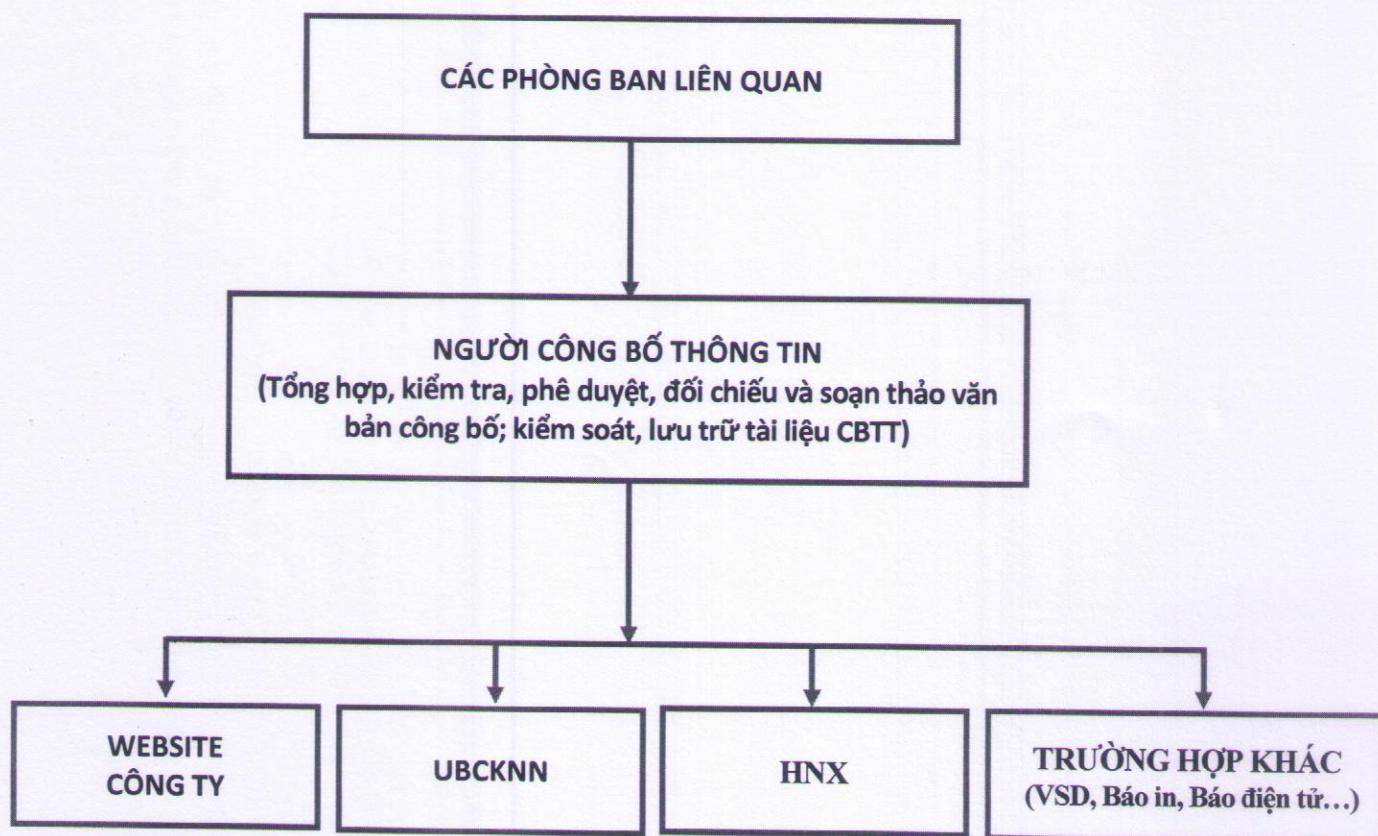 CÁC PHÒNG BAN LIÊN QUAN
NGƯỜI CÔNG BỐ THÔNG TIN
(Tổng hợp, kiểm tra, phê duyệt, đối chiếu và soạn thảo văn
bản công bố; kiểm soát, lưu trữ tài liệu CBTT)
WEBSITE
CÔNG TY
UBCKNN
HNX
TRƯỜNG HỢP KHÁC
(VSD, Báo in, Báo điện tử...)